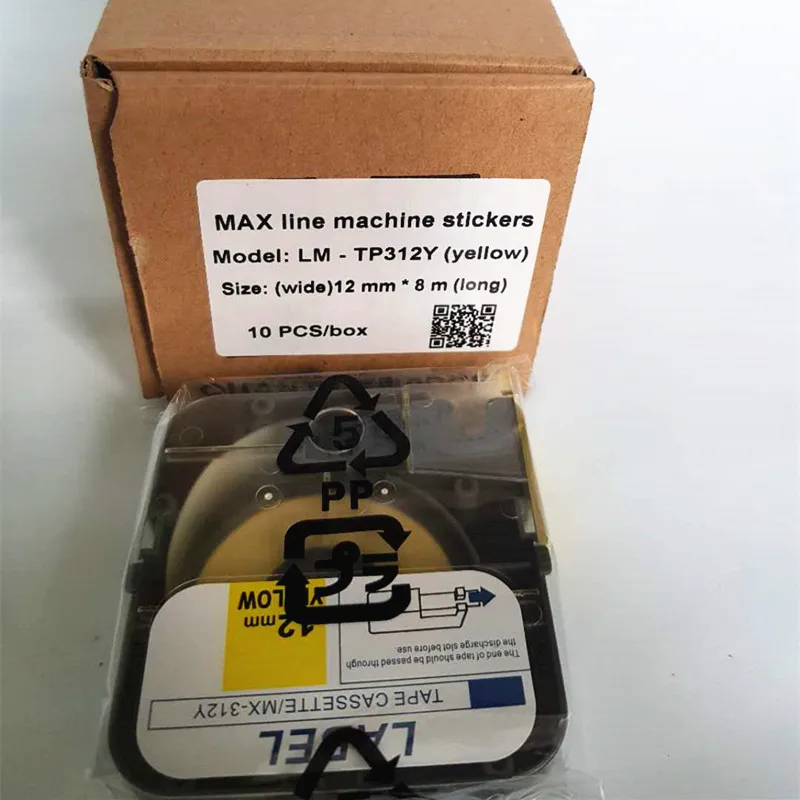 MAX line machine stickers
Model: LM - TP312Y (yellow)
Size: (wide)12 mm * 8 m (long)
10 PCS/box
5
PP
LABEL
TAPE CASSETTE/MX-312Y
The end of tape should be passed through
the discharge slot before use.
12mm
YELLOW